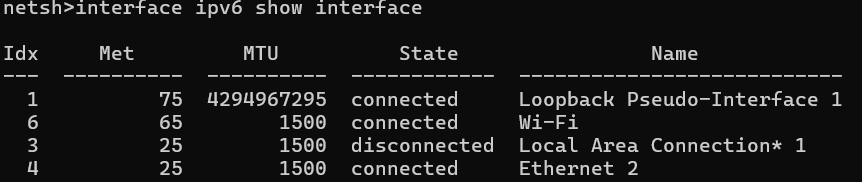 netsh>interface ipv6 show interface
Idx     Met         MTU          State                Name
---  ----------  ----------  ------------  ---------------------------
  1          75  4294967295  connected     Loopback Pseudo-Interface 1
  6          65        1500  connected     Wi-Fi
  3          25        1500  disconnected  Local Area Connection* 1
  4          25        1500  connected     Ethernet 2